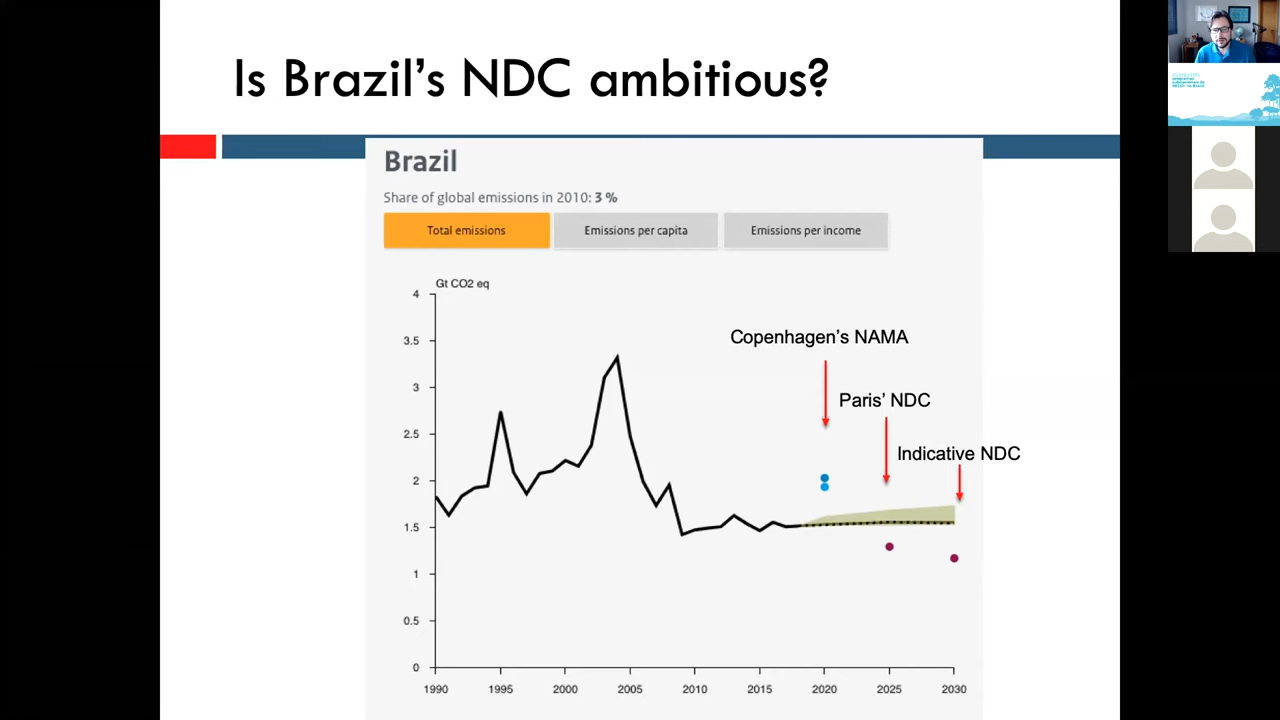 Is Brazil's NDC ambitious?
Brazil
Share of global emissions in 2010: 3 %
Total emissions
Emissions per capita
Emissions per income
Gt CO2 eq
4
3.5
3
2.5
2
1.5
1
0.5
0
Copenhagen's NAMA
Paris' NDC
Indicative NDC
1990 1995 2000 2005 2010 2015 2020 2025 2030